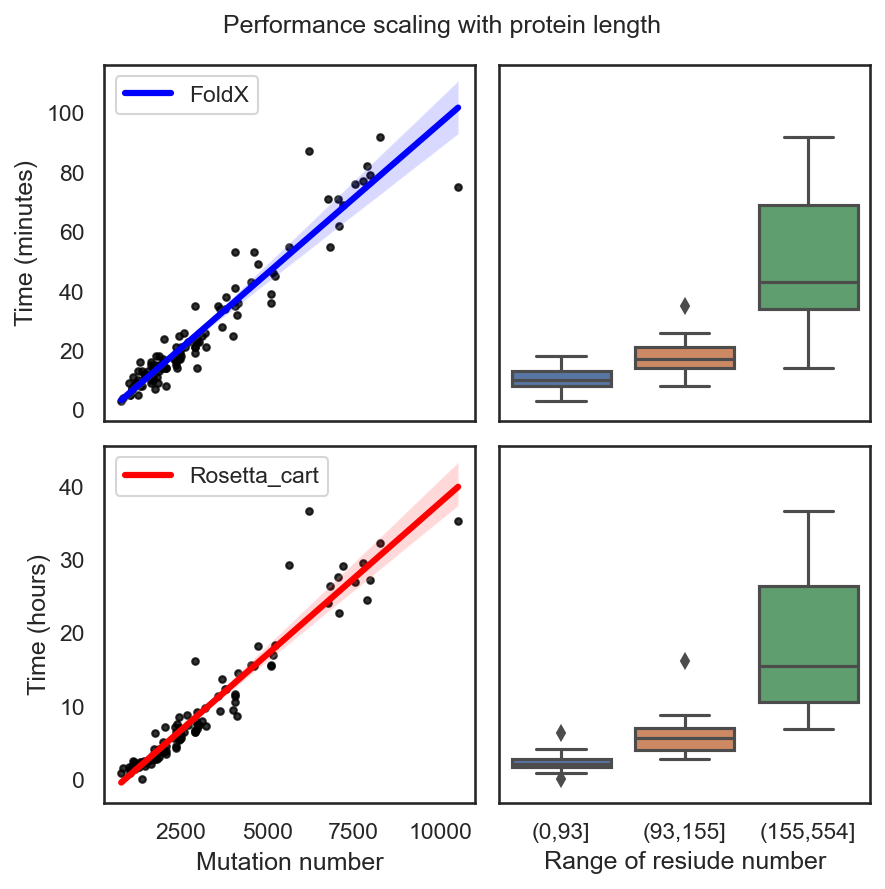 Performance scaling with protein length
FoldX
100
80
60
40
20
0
Time (minutes)
Rosetta_cart
40
30
20
10
0
Time (hours)
2500 5000 7500 10000
Mutation number
(0,93] (93,155] (155,554]
Range of resiude number